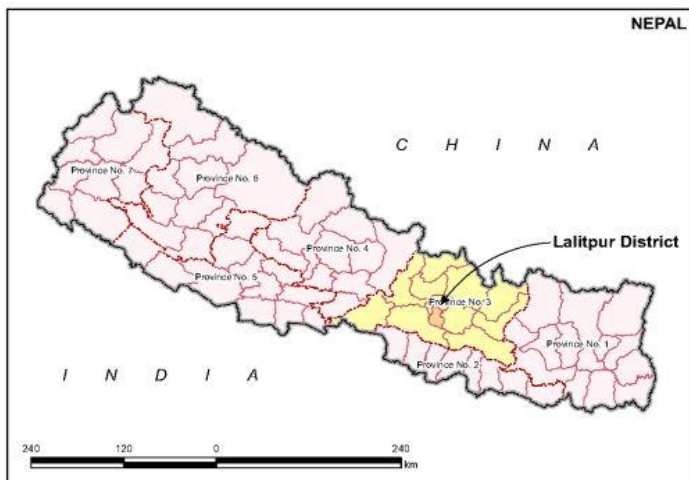 NEPAL
C H I N A
Province No. 7
Province No. 6
Lalitpur District
Province No. 4
Province No. 5
Province No. 3
Province No. 1
Province No. 2
I N D I A
240 120 0 240
km